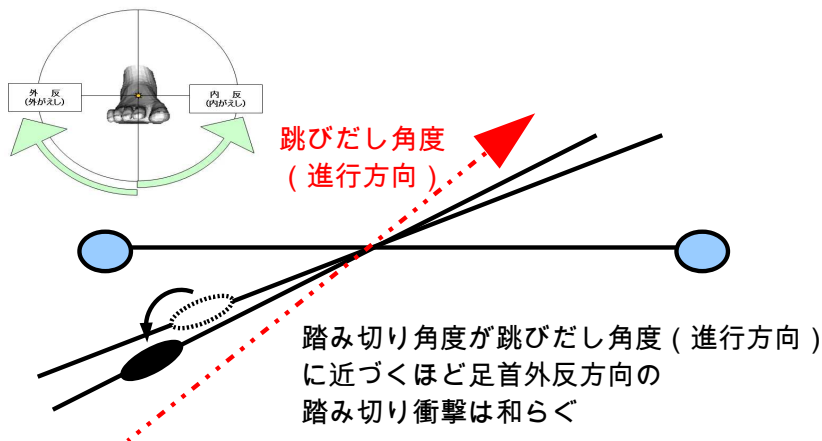 外 反
(外がえし)
内 反
(内がえし)
跳びだし角度
(進行方向)
踏み切り角度が跳びだし角度(進行方向)
に近づくほど足首外反方向の
踏み切り衝撃は和らぐ